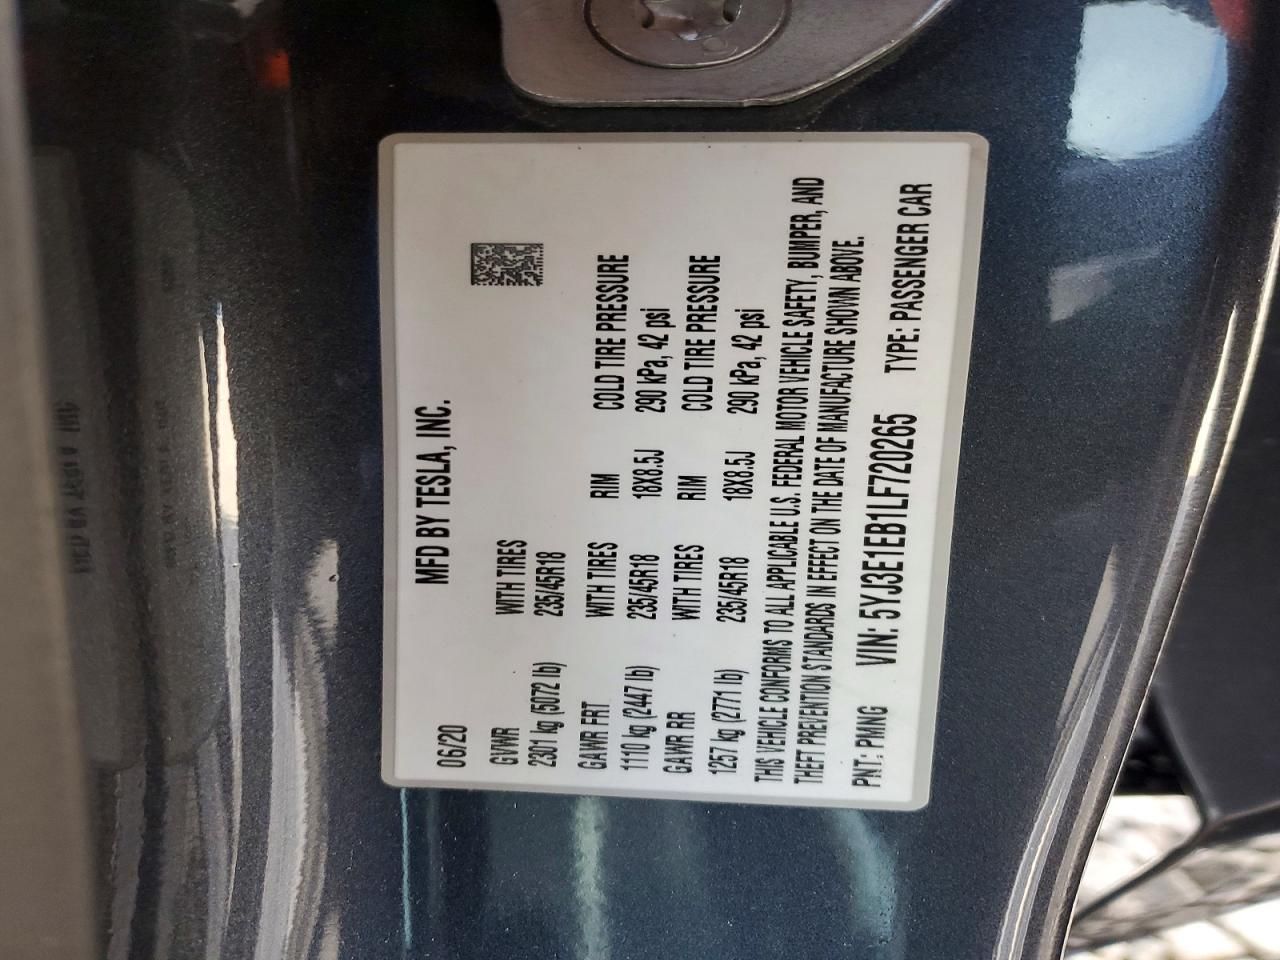 MFD BY TESLA, INC.
06/20
GVWR WITH TIRES
2301 kg (5072 lb) 235/45R18
GAWR FRT WITH TIRES RIM COLD TIRE PRESSURE
1110 kg (2447 lb) 235/45R18 18X8.5J 290 kPa, 42 psi
GAWR RR WITH TIRES RIM COLD TIRE PRESSURE
1257 kg (2771 lb) 235/45R18 18X8.5J 290 kPa, 42 psi
THIS VEHICLE CONFORMS TO ALL APPLICABLE U.S. FEDERAL MOTOR VEHICLE SAFETY, BUMPER, AND
THEFT PREVENTION STANDARDS IN EFFECT ON THE DATE OF MANUFACTURE SHOWN ABOVE.
PNT: PMNG VIN: 5YJ3E1EB1LF720265 TYPE: PASSENGER CAR